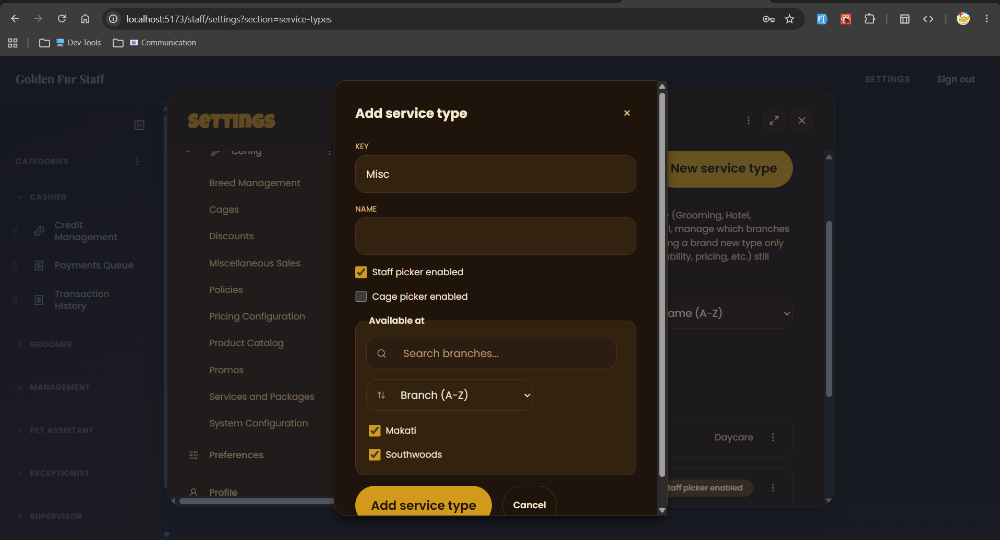 localhost:5173/staff/settings?section=service-types
Dev Tools
Communication
Golden Fur Staff
SETTINGS
Sign out
CATEGORIES
CASHIER
Credit
Management
Payments Queue
Transaction
History
GROOMER
MANAGEMENT
PET ASSISTANT
RECEPTIONIST
SUPERVISOR
Settings
Config
Breed Management
Cages
Discounts
Miscellaneous Sales
Policies
Pricing Configuration
Product Catalog
Promos
Services and Packages
System Configuration
Preferences
Profile
Add service type
KEY
Misc
NAME
Staff picker enabled
Cage picker enabled
Available at
Search branches...
Branch (A-Z)
Makati
Southwoods
Add service type
Cancel
New service type
(Grooming, Hotel,
manage which branches
a brand new type only
pricing, etc.) still
(A-Z)
Daycare
picker enabled